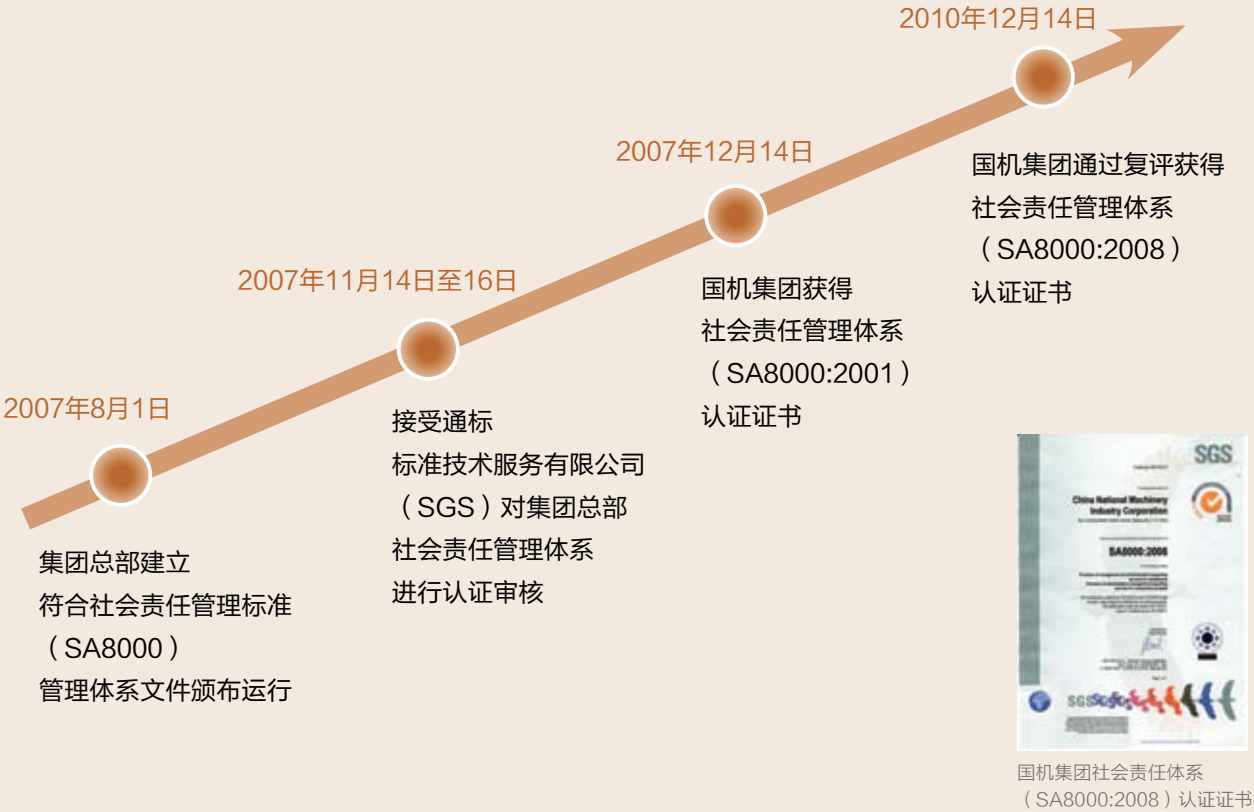 2010年12月14日
国机集团通过复评获得
社会责任管理体系
（SA8000:2008）
认证证书
2007年12月14日
国机集团获得
社会责任管理体系
（SA8000:2001）
认证证书
2007年11月14日至16日
接受通标
标准技术服务有限公司
（SGS）对集团总部
社会责任管理体系
进行认证审核
2007年8月1日
集团总部建立
符合社会责任管理标准
（SA8000）
管理体系文件颁布运行
SGS
China National Machinery
Industry Corporation
SGS
SA8000:2008
SGS
国机集团社会责任体系
（SA8000:2008）认证证书